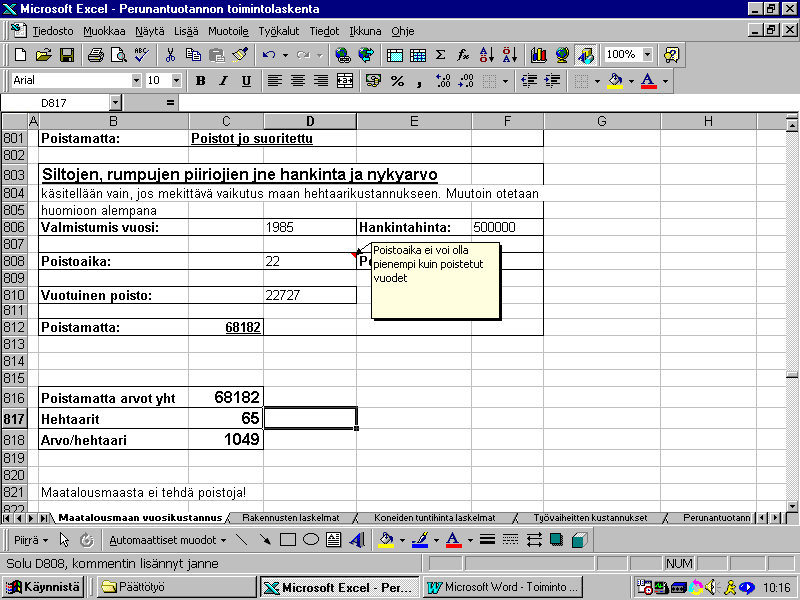 Microsoft Excel - Perunantuotannon toimintolaskenta
Tiedosto Muokkaa Näytä Lisää Muotoile Työkalut Tiedot Ikkuna Ohje
100%
Arial 10 B I U
D817 =
A B C D E F G H
801 Poistamatta: Poistot jo suoritettu
802
803 Siltojen, rumpujen piiriojien jne hankinta ja nykyarvo
804 käsitellään vain, jos mekittävä vaikutus maan hehtaarikustannukseen. Muutoin otetaan
805 huomioon alempana
806 Valmistumis vuosi: 1985 Hankintahinta: 500000
807
808 Poistoaika: 22
Poistoaika ei voi olla
pienempi kuin poistetut
vuodet
809
810 Vuotuinen poisto: 22727
811
812 Poistamatta: 68182
813
814
815
816 Poistamatta arvot yht 68182
817 Hehtaarit 65
818 Arvo/hehtaari 1049
819
820
821 Maatalousmaasta ei tehdä poistoja!
822
Maatalousmaan vuosikustannus Rakennusten laskelmat Koneiden tuntihinta laskelmat Työvaiheitten kustannukset Perunantuotann
Piirrä Automaattiset muodot
Solu D808, kommentin lisännyt janne NUM
Käynnistä Päättötyö Microsoft Excel - Per... Microsoft Word - Toiminto ... 10:16